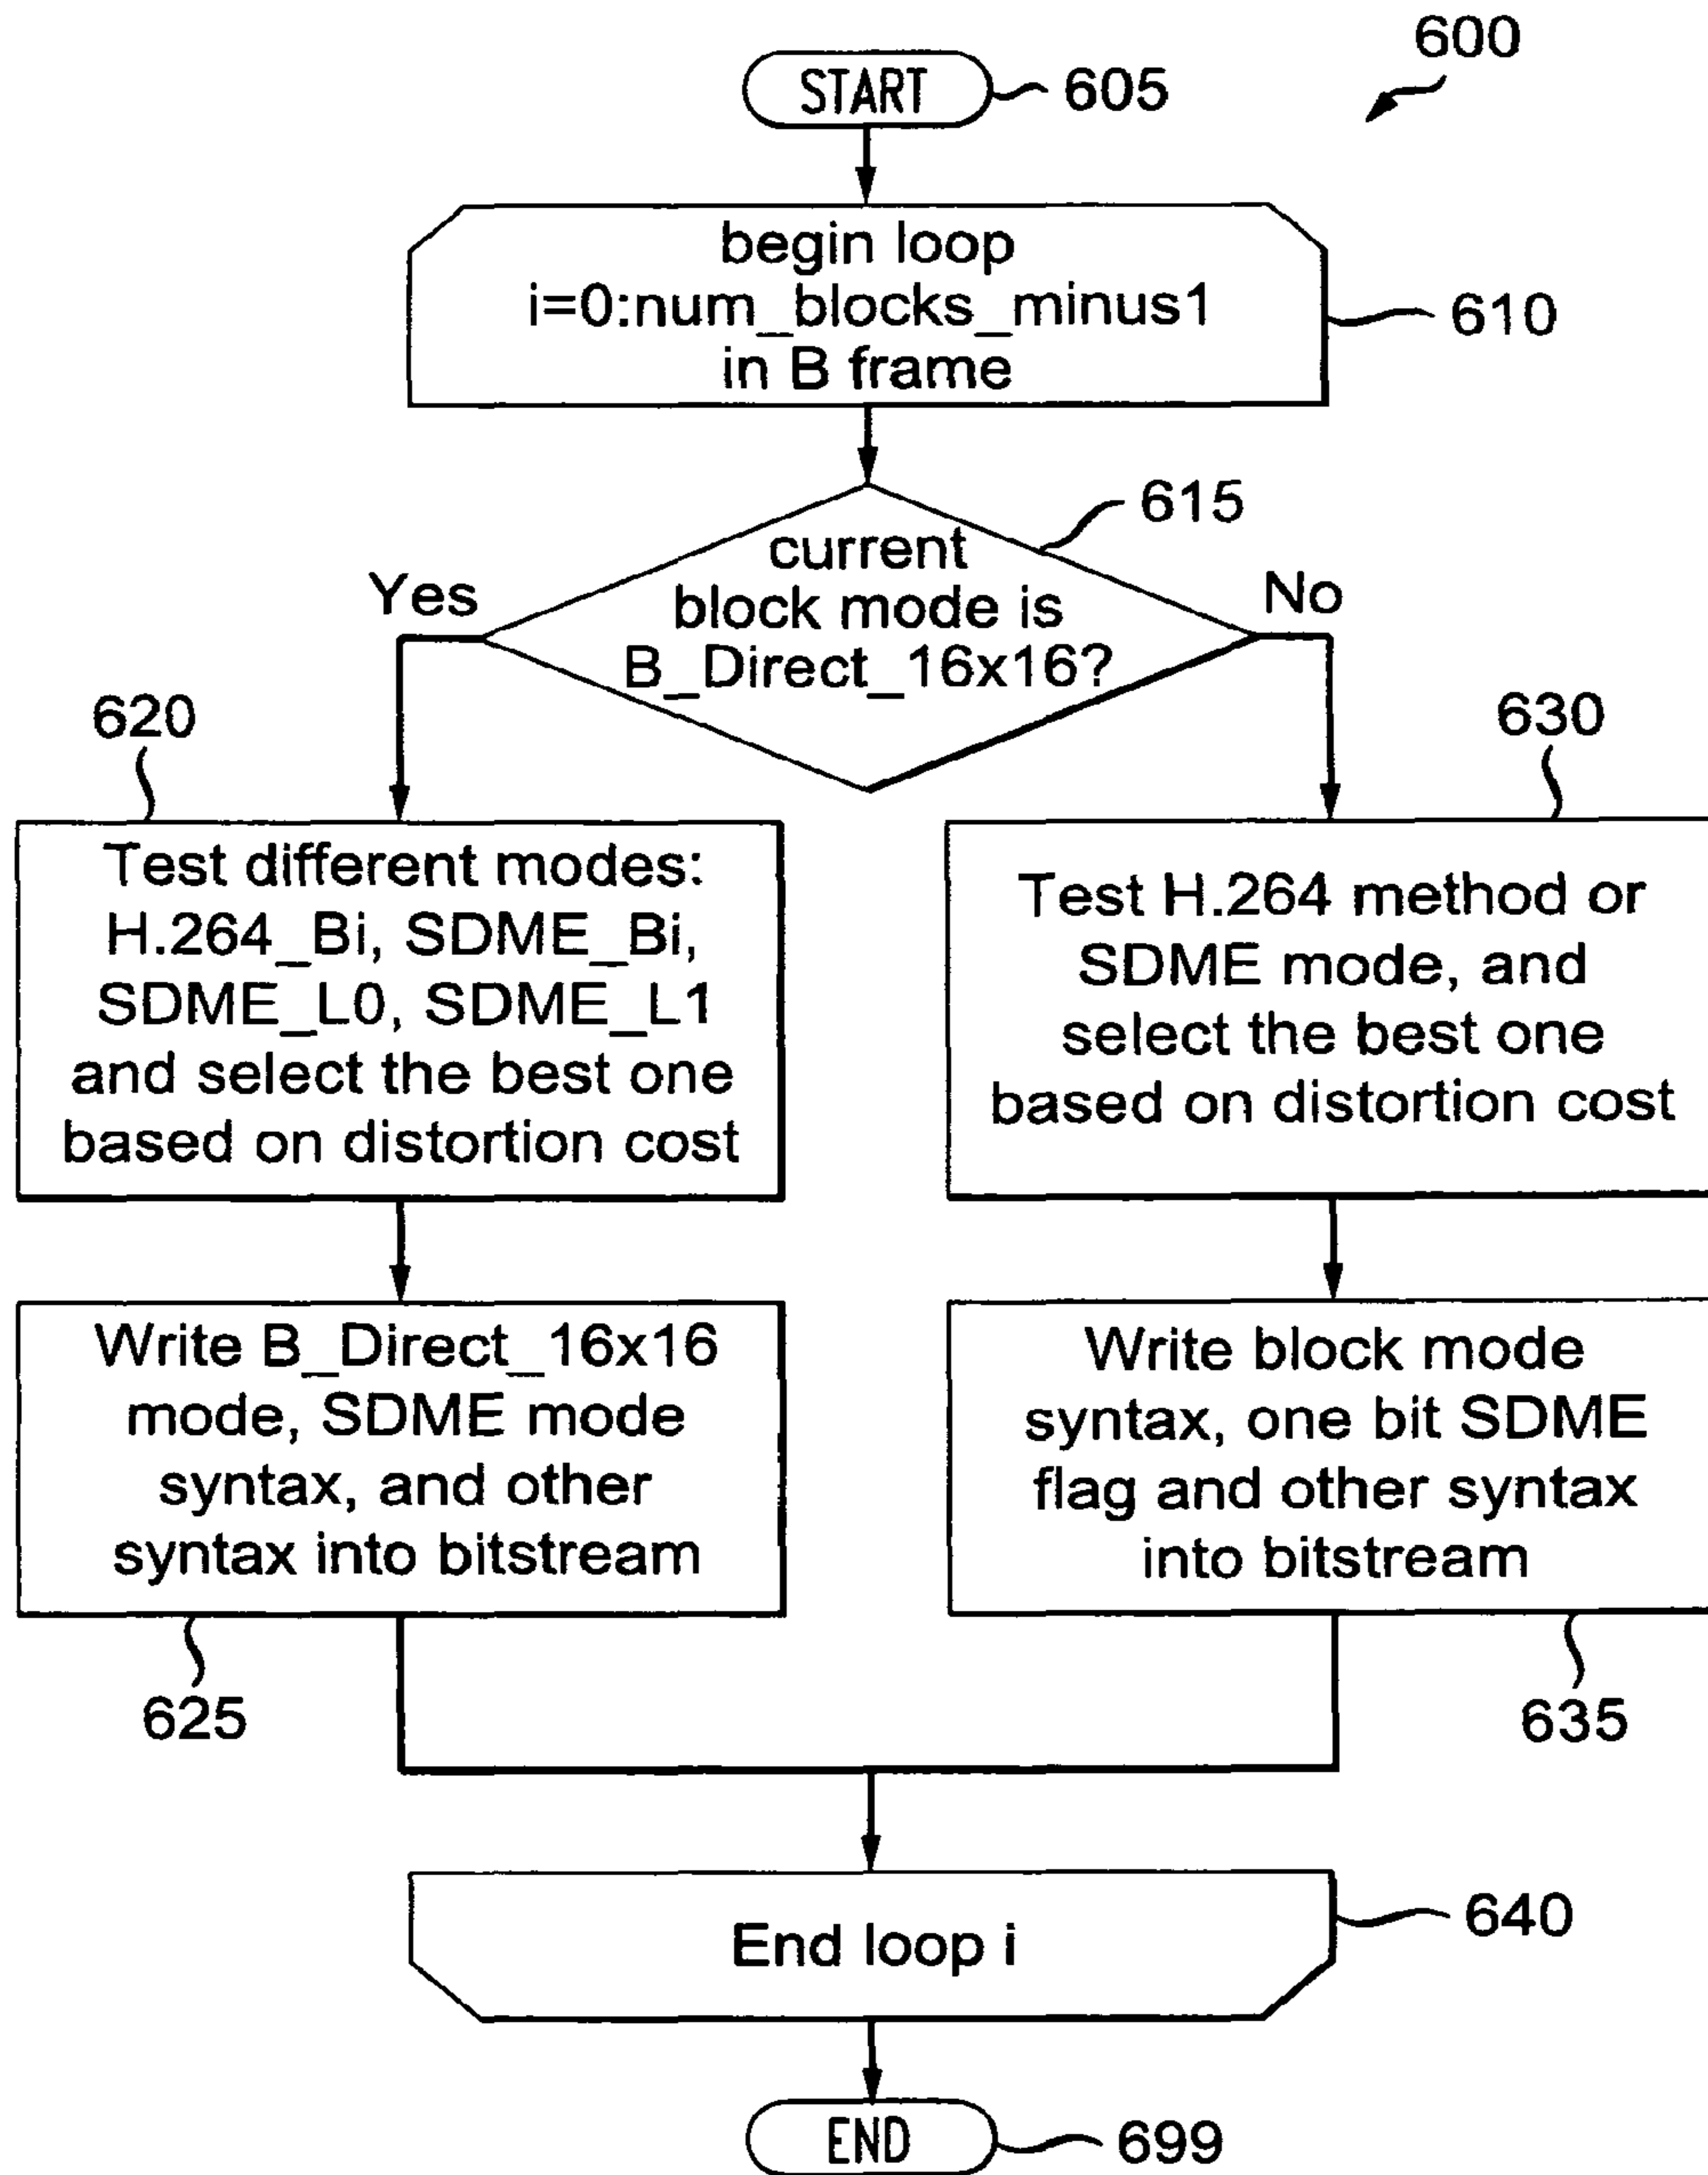 600
START
605
begin loop
i=0:num_blocks_minus1
in B frame
610
615
current
block mode is
B_Direct_16x16?
Yes
No
620
Test different modes:
H.264_Bi, SDME_Bi,
SDME_L0, SDME_L1
and select the best one
based on distortion cost
630
Test H.264 method or
SDME mode, and
select the best one
based on distortion cost
Write B_Direct_16x16
mode, SDME mode
syntax, and other
syntax into bitstream
625
Write block mode
syntax, one bit SDME
flag and other syntax
into bitstream
635
End loop i
640
END
699